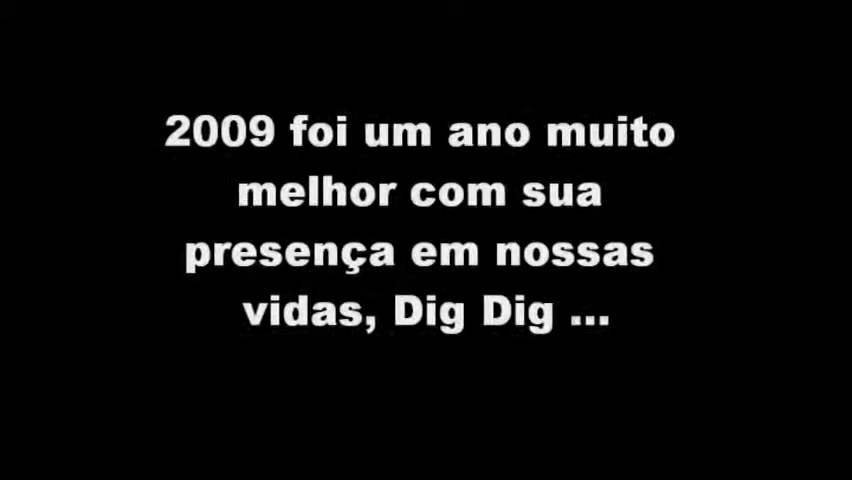 2009 foi um ano muito
melhor com sua
presença em nossas
vidas, Dig Dig ...